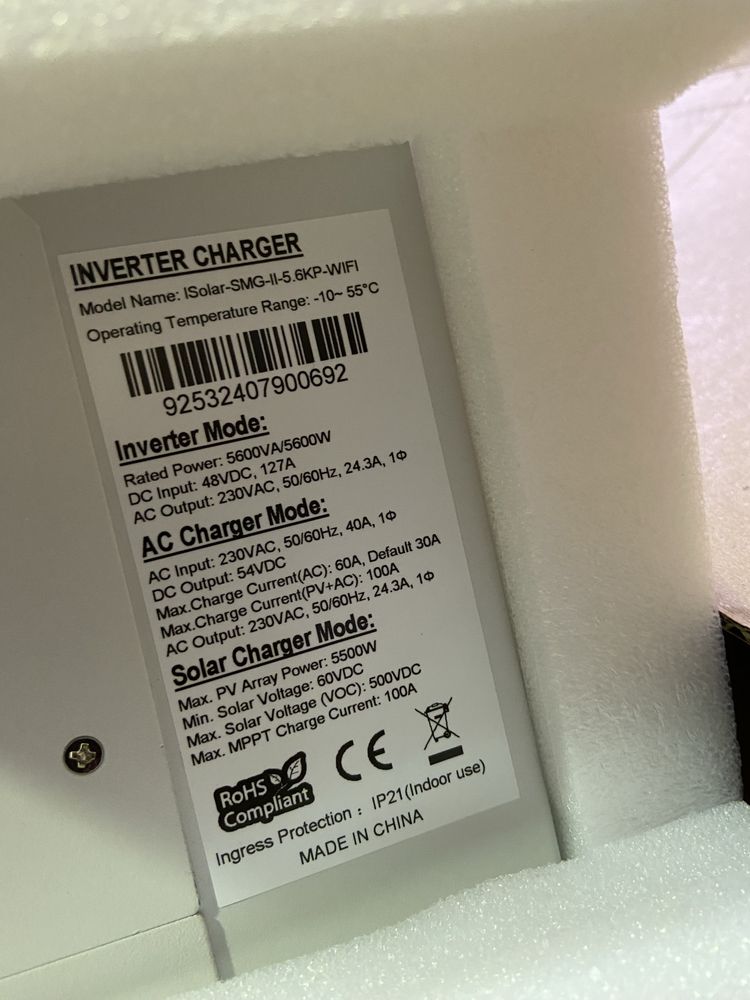 INVERTER CHARGER
Model Name: ISolar-SMG-II-5.6KP-WIFI
Operating Temperature Range: -10~ 55°C
92532407900692
Inverter Mode:
Rated Power: 5600VA/5600W
DC Input: 48VDC, 127A
AC Output: 230VAC, 50/60Hz, 24.3A, 1Φ
AC Charger Mode:
AC Input: 230VAC, 50/60Hz, 40A, 1Φ
DC Output: 54VDC
Max.Charge Current(AC): 60A, Default 30A
Max.Charge Current(PV+AC): 100A
AC Output: 230VAC, 50/60Hz, 24.3A, 1Φ
Solar Charger Mode:
Max. PV Array Power: 5500W
Min. Solar Voltage: 60VDC
Max. Solar Voltage (VOC): 500VDC
Max. MPPT Charge Current: 100A
RoHS
Compliant
CE
Ingress Protection : IP21(Indoor use)
MADE IN CHINA